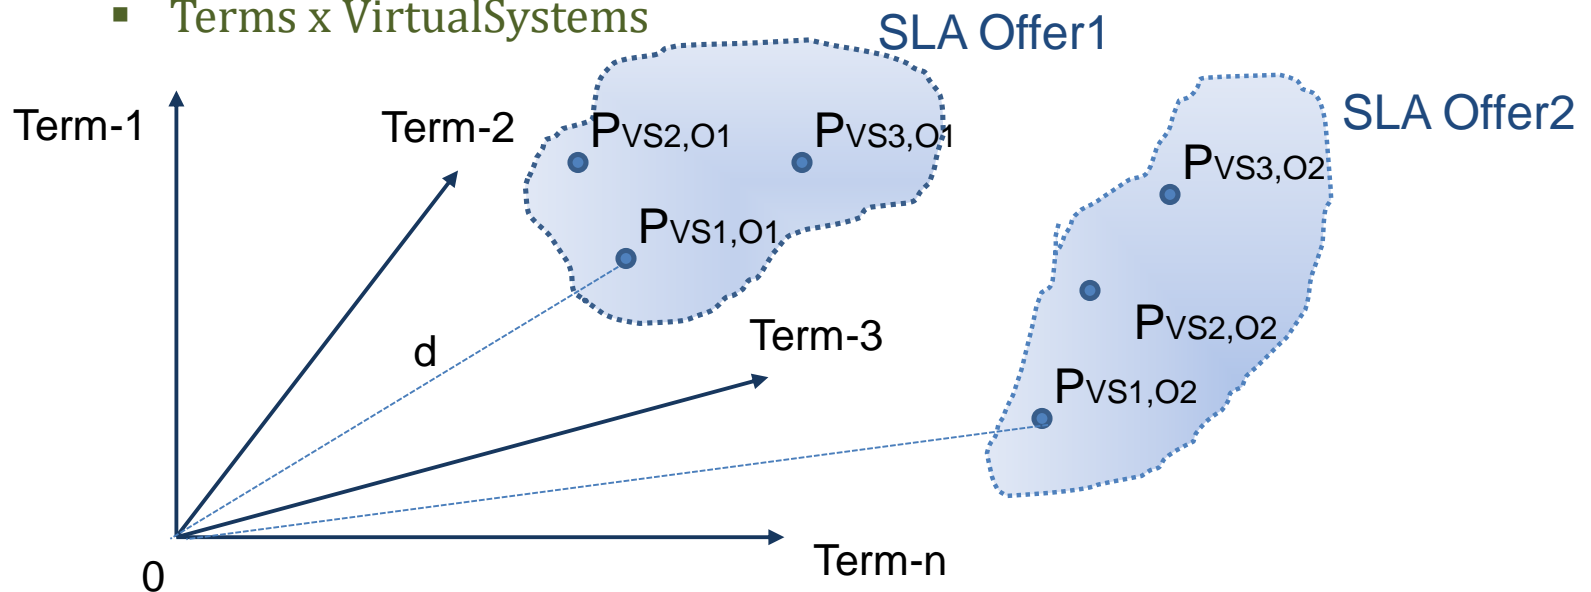 ▪ Terms x VirtualSystems
SLA Offer1
SLA Offer2
Term-1
Term-2
PVS2,O1
PVS3,O1
PVS3,O2
PVS1,O1
PVS2,O2
Term-3
d
PVS1,O2
Term-n
0